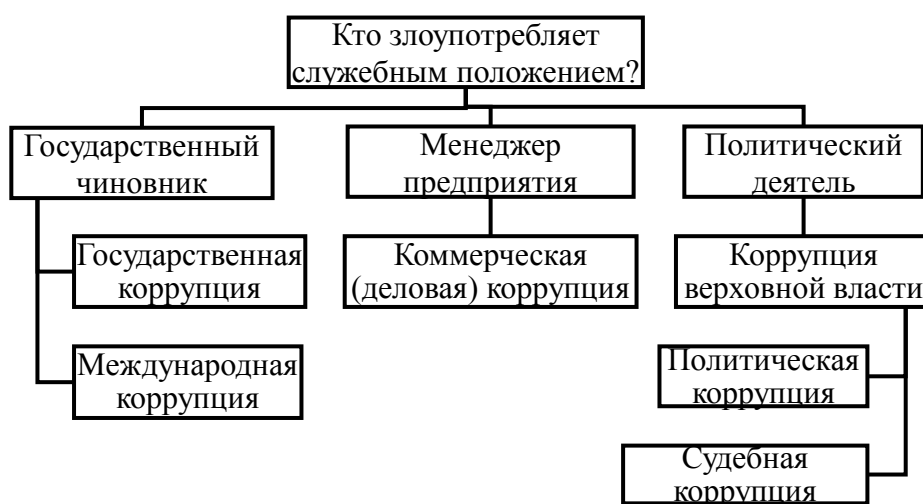 Кто злоупотребляет
служебным положением?
Государственный
чиновник
Менеджер
предприятия
Политический
деятель
Государственная
коррупция
Коммерческая
(деловая) коррупция
Коррупция
верховной власти
Международная
коррупция
Политическая
коррупция
Судебная
коррупция